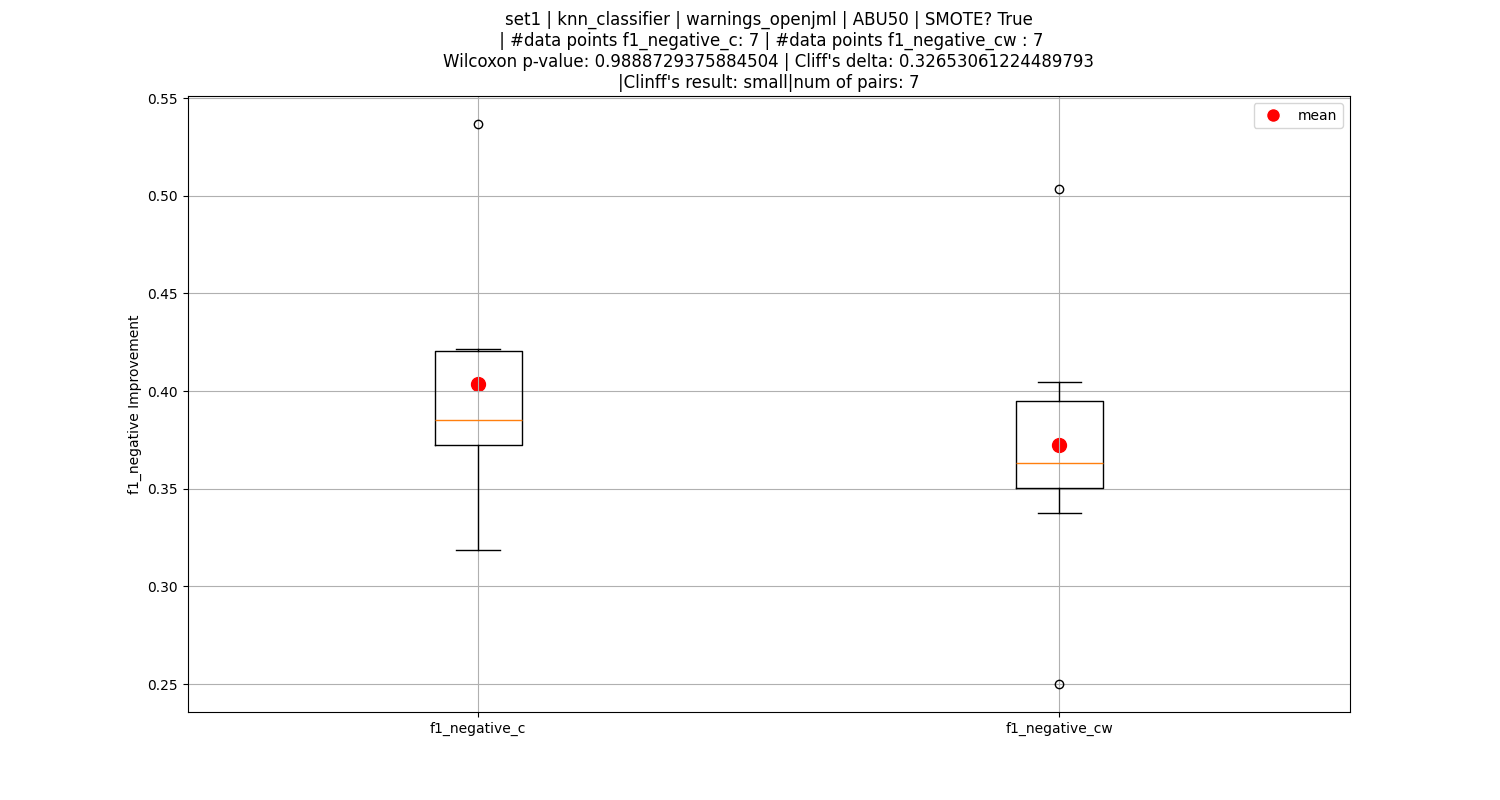 set1 | knn_classifier | warnings_openjml | ABU50 | SMOTE? True
| #data points f1_negative_c: 7 | #data points f1_negative_cw : 7
Wilcoxon p-value: 0.9888729375884504 | Cliff's delta: 0.32653061224489793
|Clinff's result: small|num of pairs: 7
mean
0.55
0.50
0.45
0.40
0.35
0.30
0.25
f1_negative Improvement
f1_negative_c
f1_negative_cw